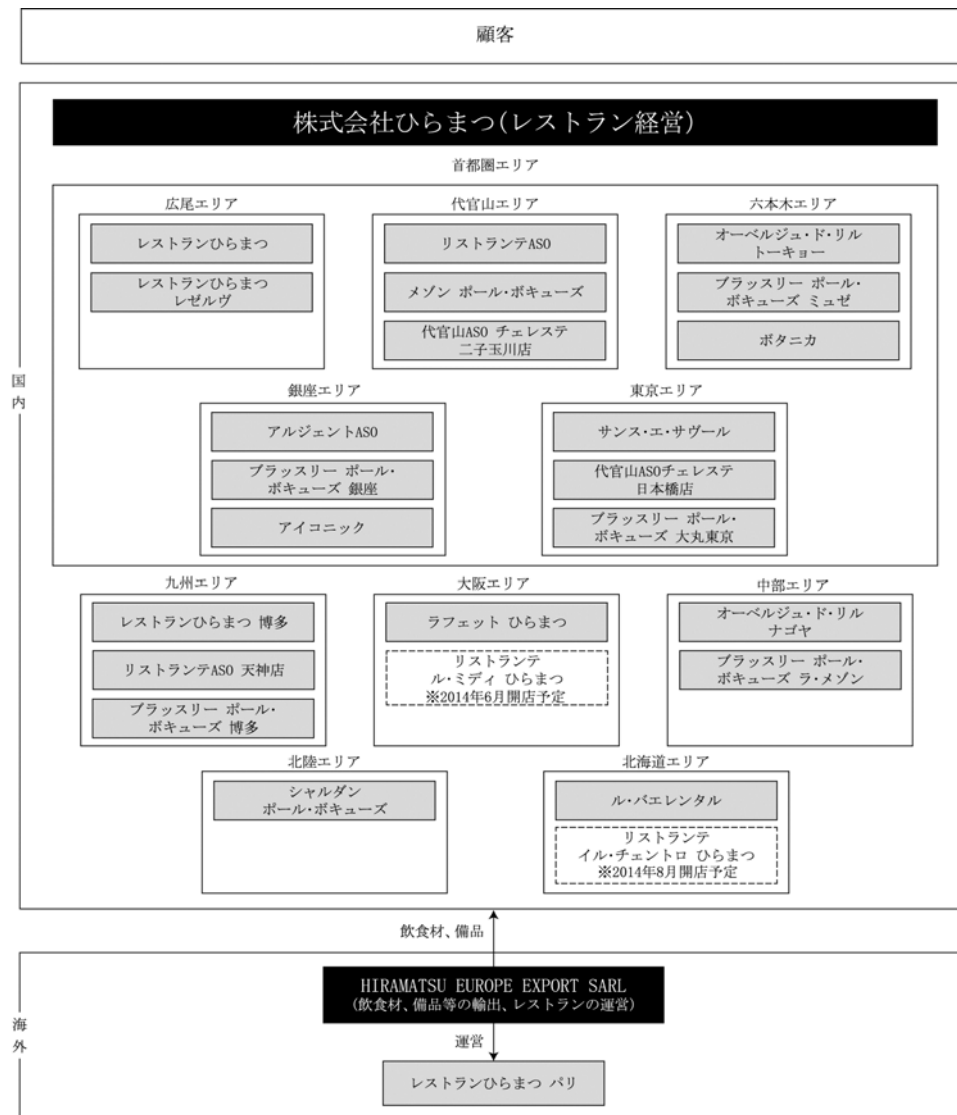 顧客
株式会社ひらまつ(レストラン経営)
首都圏エリア
広尾エリア
レストランひらまつ
レストランひらまつ
レゼルヴ
代官山エリア
リストランテASO
メゾン ポール・ボキューズ
代官山ASO チェレステ
二子玉川店
六本木エリア
オーベルジュ・ド・リル
トーキョー
ブラッスリー ポール・
ボキューズ ミュゼ
ボタニカ
銀座エリア
アルジェントASO
ブラッスリー ポール・
ボキューズ 銀座
アイコニック
東京エリア
サンス・エ・サヴール
代官山ASOチェレステ
日本橋店
ブラッスリー ポール・
ボキューズ 大丸東京
国内
九州エリア
レストランひらまつ 博多
リストランテASO 天神店
ブラッスリー ポール・
ボキューズ 博多
大阪エリア
ラフェット ひらまつ
リストランテ
ル・ミディ ひらまつ
※2014年6月開店予定
中部エリア
オーベルジュ・ド・リル
ナゴヤ
ブラッスリー ポール・
ボキューズ ラ・メゾン
北陸エリア
シャルダン
ポール・ボキューズ
北海道エリア
ル・バエレンタル
リストランテ
イル・チェントロ ひらまつ
※2014年8月開店予定
飲食材、備品
HIRAMATSU EUROPE EXPORT SARL
(飲食材、備品等の輸出、レストランの運営)
海外
運営
レストランひらまつ パリ